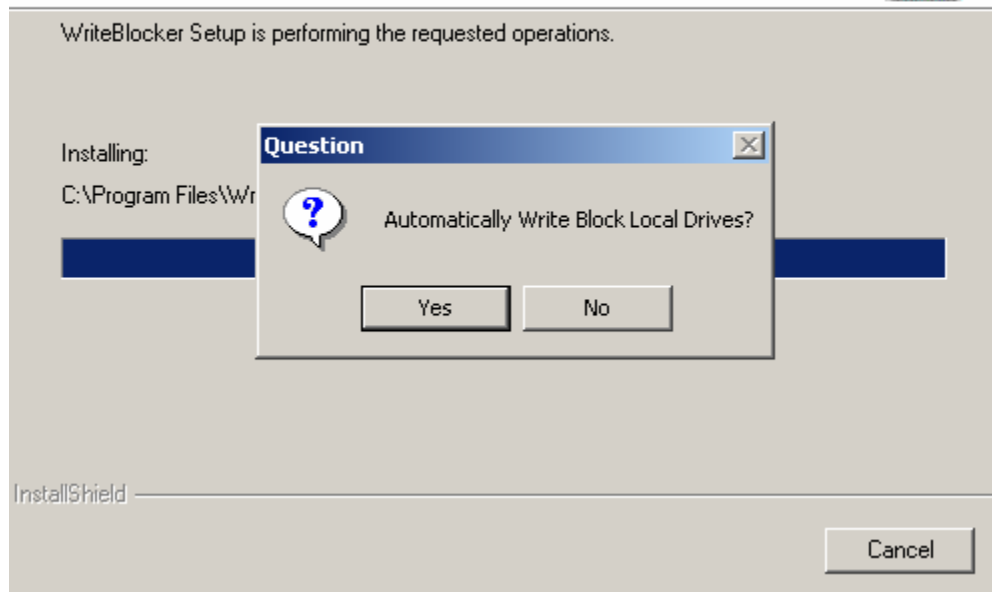 WriteBlocker Setup is performing the requested operations.
Installing:
C:\Program Files\Wr
Question
Automatically Write Block Local Drives?
Yes
No
InstallShield
Cancel